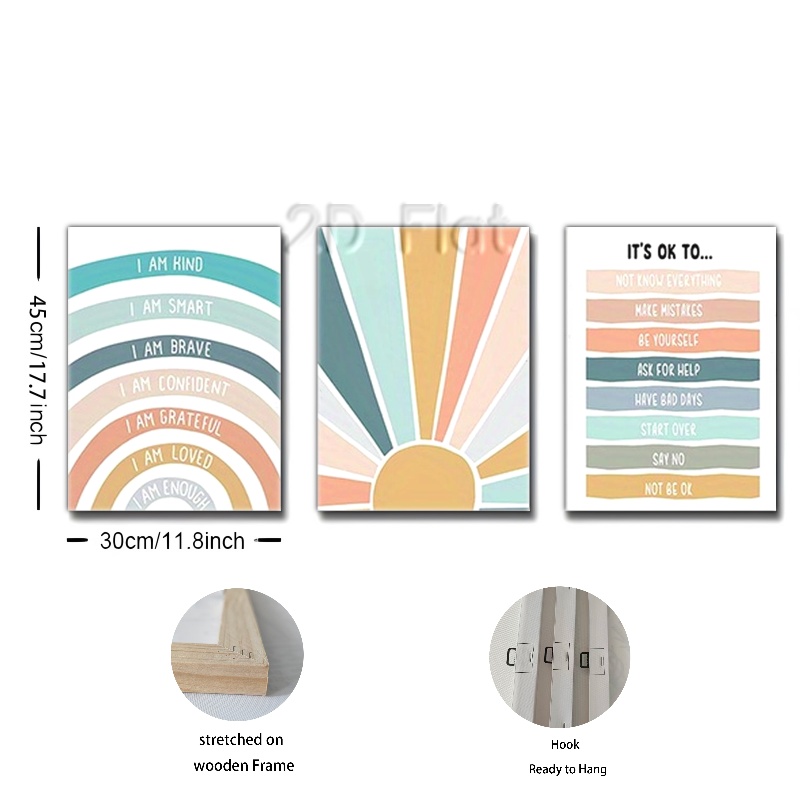 2D Flat
I AM KIND
I AM SMART
I AM BRAVE
I AM CONFIDENT
I AM GRATEFUL
I AM LOVED
I AM ENOUGH
IT'S OK TO...
NOT KNOW EVERYTHING
MAKE MISTAKES
BE YOURSELF
ASK FOR HELP
HAVE BAD DAYS
START OVER
SAY NO
NOT BE OK
45cm/17.7inch
30cm/11.8inch
stretched on
wooden Frame
Hook
Ready to Hang